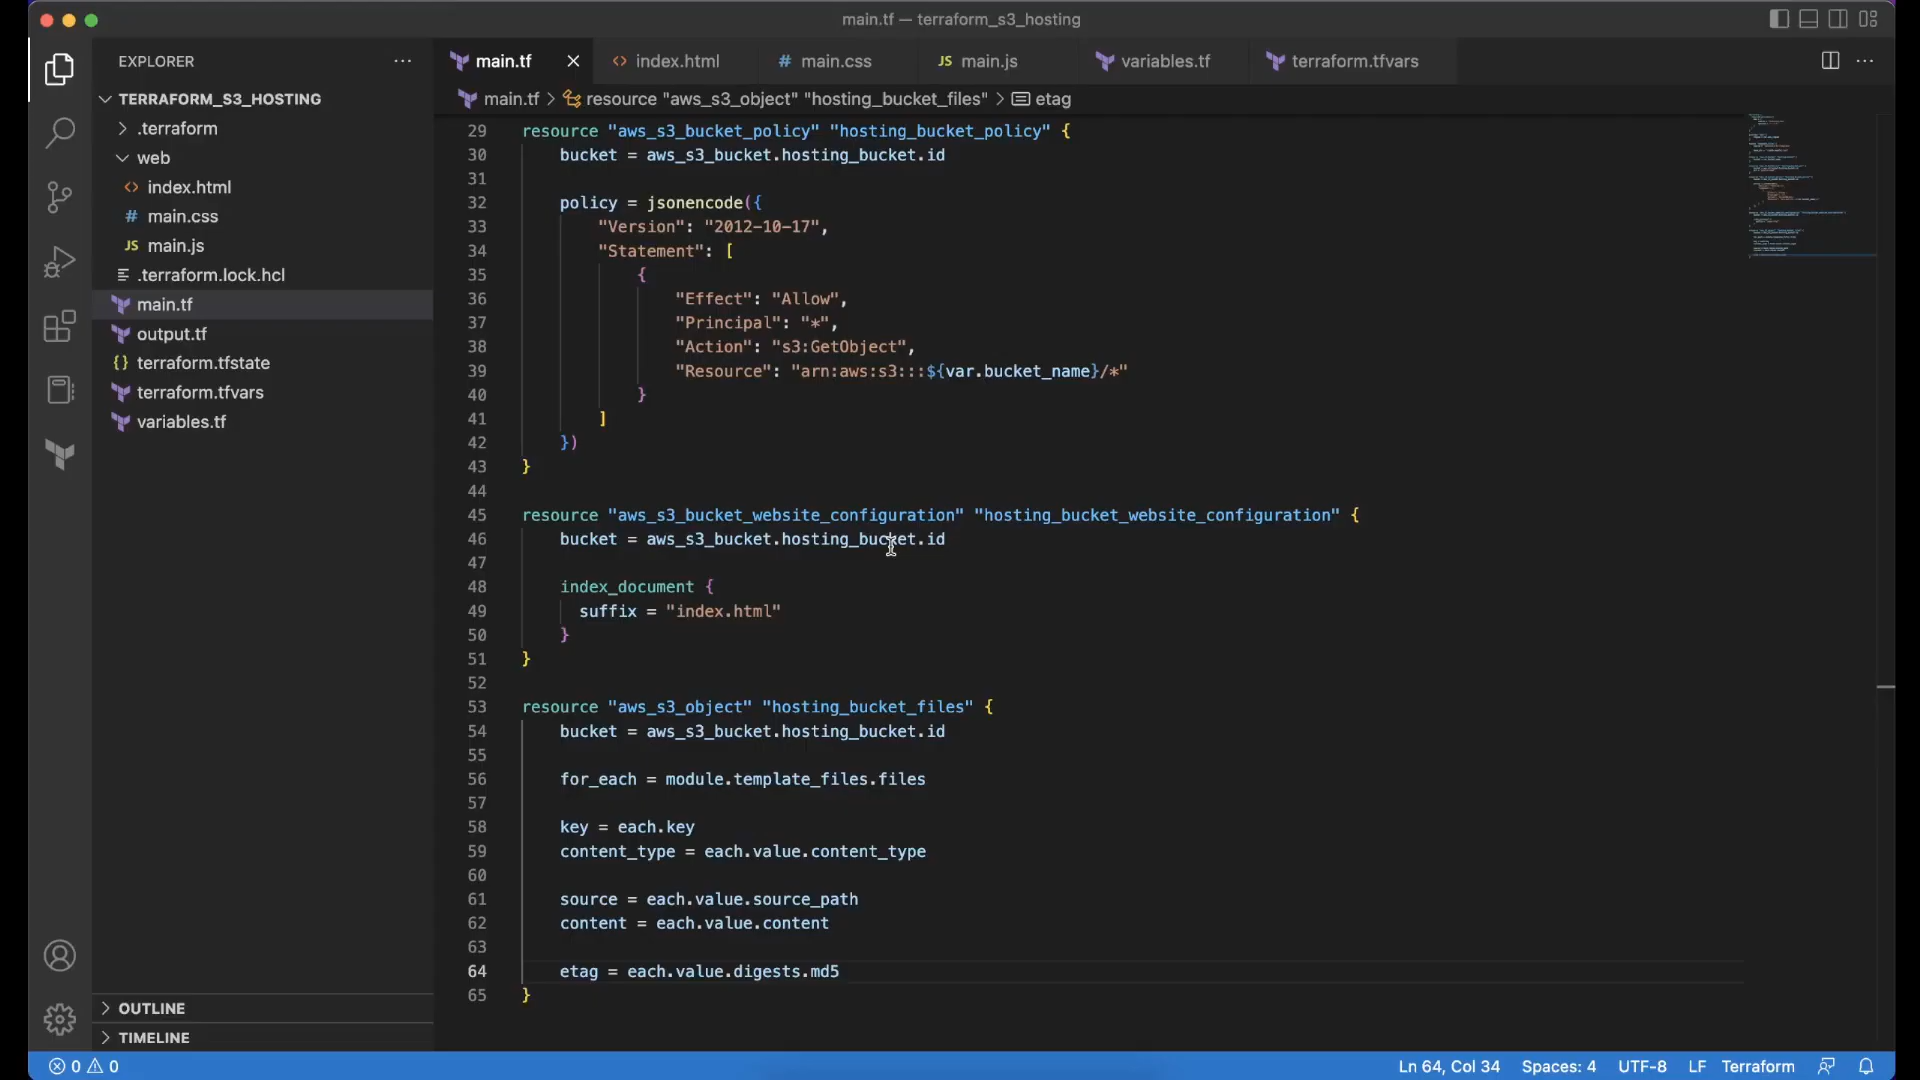 main.tf — terraform_s3_hosting
EXPLORER
TERRAFORM_S3_HOSTING
.terraform
web
index.html
# main.css
JS main.js
.terraform.lock.hcl
main.tf
output.tf
{} terraform.tfstate
terraform.tfvars
variables.tf
OUTLINE
TIMELINE
main.tf
<> index.html
# main.css
JS main.js
variables.tf
terraform.tfvars
main.tf > resource "aws_s3_object" "hosting_bucket_files" > etag
29 resource "aws_s3_bucket_policy" "hosting_bucket_policy" {
30 bucket = aws_s3_bucket.hosting_bucket.id
31
32 policy = jsonencode({
33 "Version": "2012-10-17",
34 "Statement": [
35 {
36 "Effect": "Allow",
37 "Principal": "*",
38 "Action": "s3:GetObject",
39 "Resource": "arn:aws:s3:::${var.bucket_name}/*"
40 }
41 ]
42 })
43 }
44
45 resource "aws_s3_bucket_website_configuration" "hosting_bucket_website_configuration" {
46 bucket = aws_s3_bucket.hosting_bucket.id
47
48 index_document {
49 suffix = "index.html"
50 }
51 }
52
53 resource "aws_s3_object" "hosting_bucket_files" {
54 bucket = aws_s3_bucket.hosting_bucket.id
55
56 for_each = module.template_files.files
57
58 key = each.key
59 content_type = each.value.content_type
60
61 source = each.value.source_path
62 content = each.value.content
63
64 etag = each.value.digests.md5
65 }
0 0
Ln 64, Col 34
Spaces: 4
UTF-8
LF
Terraform